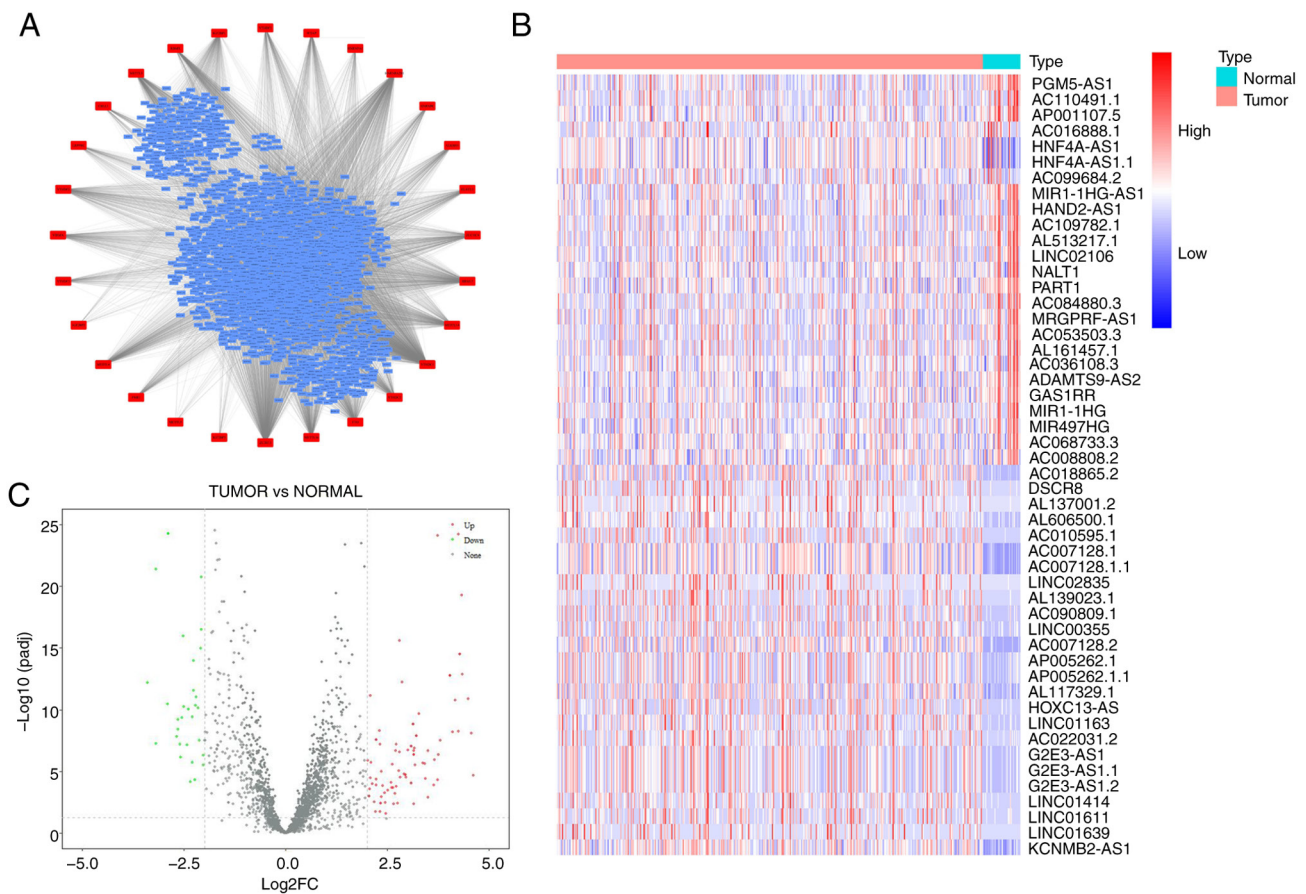 A
B
Type
PGM5-AS1
AC110491.1
AP001107.5
AC016888.1
HNF4A-AS1
HNF4A-AS1.1
AC099684.2
MIR1-1HG-AS1
HAND2-AS1
AC109782.1
AL513217.1
LINC02106
NALT1
PART1
AC084880.3
MRGPRF-AS1
AC053503.3
AL161457.1
AC036108.3
ADAMTS9-AS2
GAS1RR
MIR1-1HG
MIR497HG
AC068733.3
AC008808.2
AC018865.2
DSCR8
AL137001.2
AL606500.1
AC010595.1
AC007128.1
AC007128.1.1
LINC02835
AL139023.1
AC090809.1
LINC00355
AC007128.2
AP005262.1
AP005262.1.1
AL117329.1
HOXC13-AS
LINC01163
AC022031.2
G2E3-AS1
G2E3-AS1.1
G2E3-AS1.2
LINC01414
LINC01611
LINC01639
KCNMB2-AS1
High
Low
Type
Normal
Tumor
C
TUMOR vs NORMAL
Up
Down
None
25
20
15
10
5
0
−Log10 (padj)
−5.0
−2.5
0.0
2.5
5.0
Log2FC